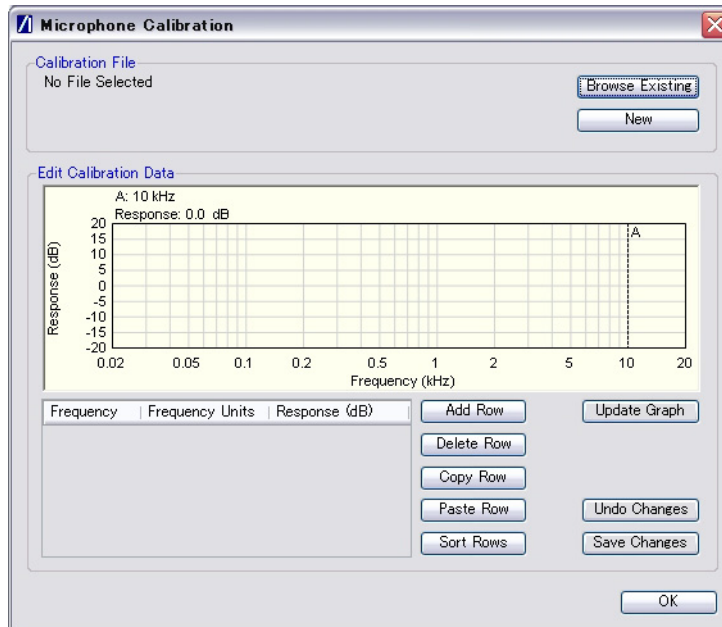 Microphone Calibration
Calibration File
No File Selected
Browse Existing
New
Edit Calibration Data
A: 10 kHz
Response: 0.0 dB
A
Response (dB)
20
15
10
5
0
-5
-10
-15
-20
0.02 0.05 0.1 0.2 0.5 1 2 5 10 20
Frequency (kHz)
Frequency Frequency Units Response (dB)
Add Row
Update Graph
Delete Row
Copy Row
Paste Row
Undo Changes
Sort Rows
Save Changes
OK